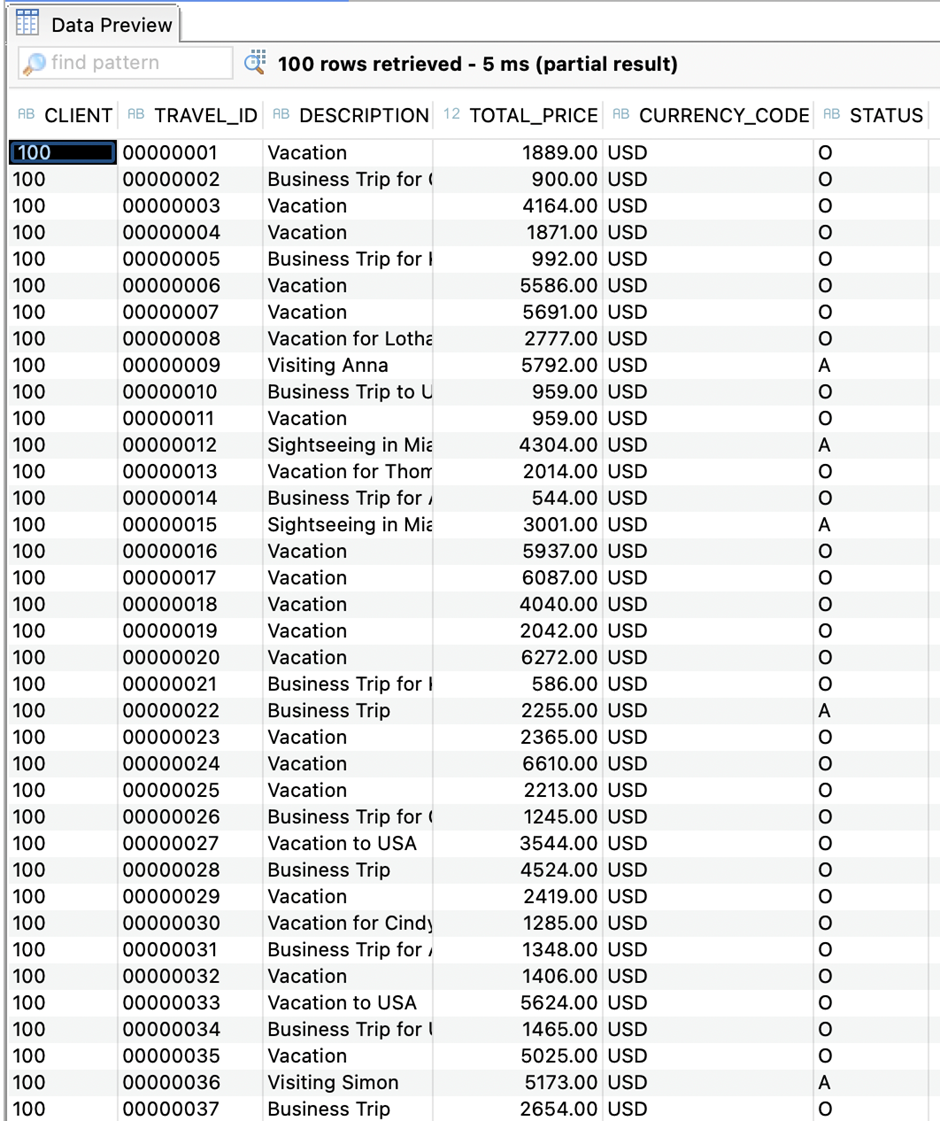 Data Preview
find pattern 100 rows retrieved - 5 ms (partial result)
AB CLIENT AB TRAVEL_ID AB DESCRIPTION 12 TOTAL_PRICE AB CURRENCY_CODE AB STATUS
100 00000001 Vacation 1889.00 USD O
100 00000002 Business Trip for 900.00 USD O
100 00000003 Vacation 4164.00 USD O
100 00000004 Vacation 1871.00 USD O
100 00000005 Business Trip for 992.00 USD O
100 00000006 Vacation 5586.00 USD O
100 00000007 Vacation 5691.00 USD O
100 00000008 Vacation for Lotha 2777.00 USD O
100 00000009 Visiting Anna 5792.00 USD A
100 00000010 Business Trip to U 959.00 USD O
100 00000011 Vacation 959.00 USD O
100 00000012 Sightseeing in Mia 4304.00 USD A
100 00000013 Vacation for Thom 2014.00 USD O
100 00000014 Business Trip for 544.00 USD O
100 00000015 Sightseeing in Mia 3001.00 USD A
100 00000016 Vacation 5937.00 USD O
100 00000017 Vacation 6087.00 USD O
100 00000018 Vacation 4040.00 USD O
100 00000019 Vacation 2042.00 USD O
100 00000020 Vacation 6272.00 USD O
100 00000021 Business Trip for 586.00 USD O
100 00000022 Business Trip 2255.00 USD A
100 00000023 Vacation 2365.00 USD O
100 00000024 Vacation 6610.00 USD O
100 00000025 Vacation 2213.00 USD O
100 00000026 Business Trip for 1245.00 USD O
100 00000027 Vacation to USA 3544.00 USD O
100 00000028 Business Trip 4524.00 USD O
100 00000029 Vacation 2419.00 USD O
100 00000030 Vacation for Cindy 1285.00 USD O
100 00000031 Business Trip for 1348.00 USD O
100 00000032 Vacation 1406.00 USD O
100 00000033 Vacation to USA 5624.00 USD O
100 00000034 Business Trip for 1465.00 USD O
100 00000035 Vacation 5025.00 USD O
100 00000036 Visiting Simon 5173.00 USD A
100 00000037 Business Trip 2654.00 USD O